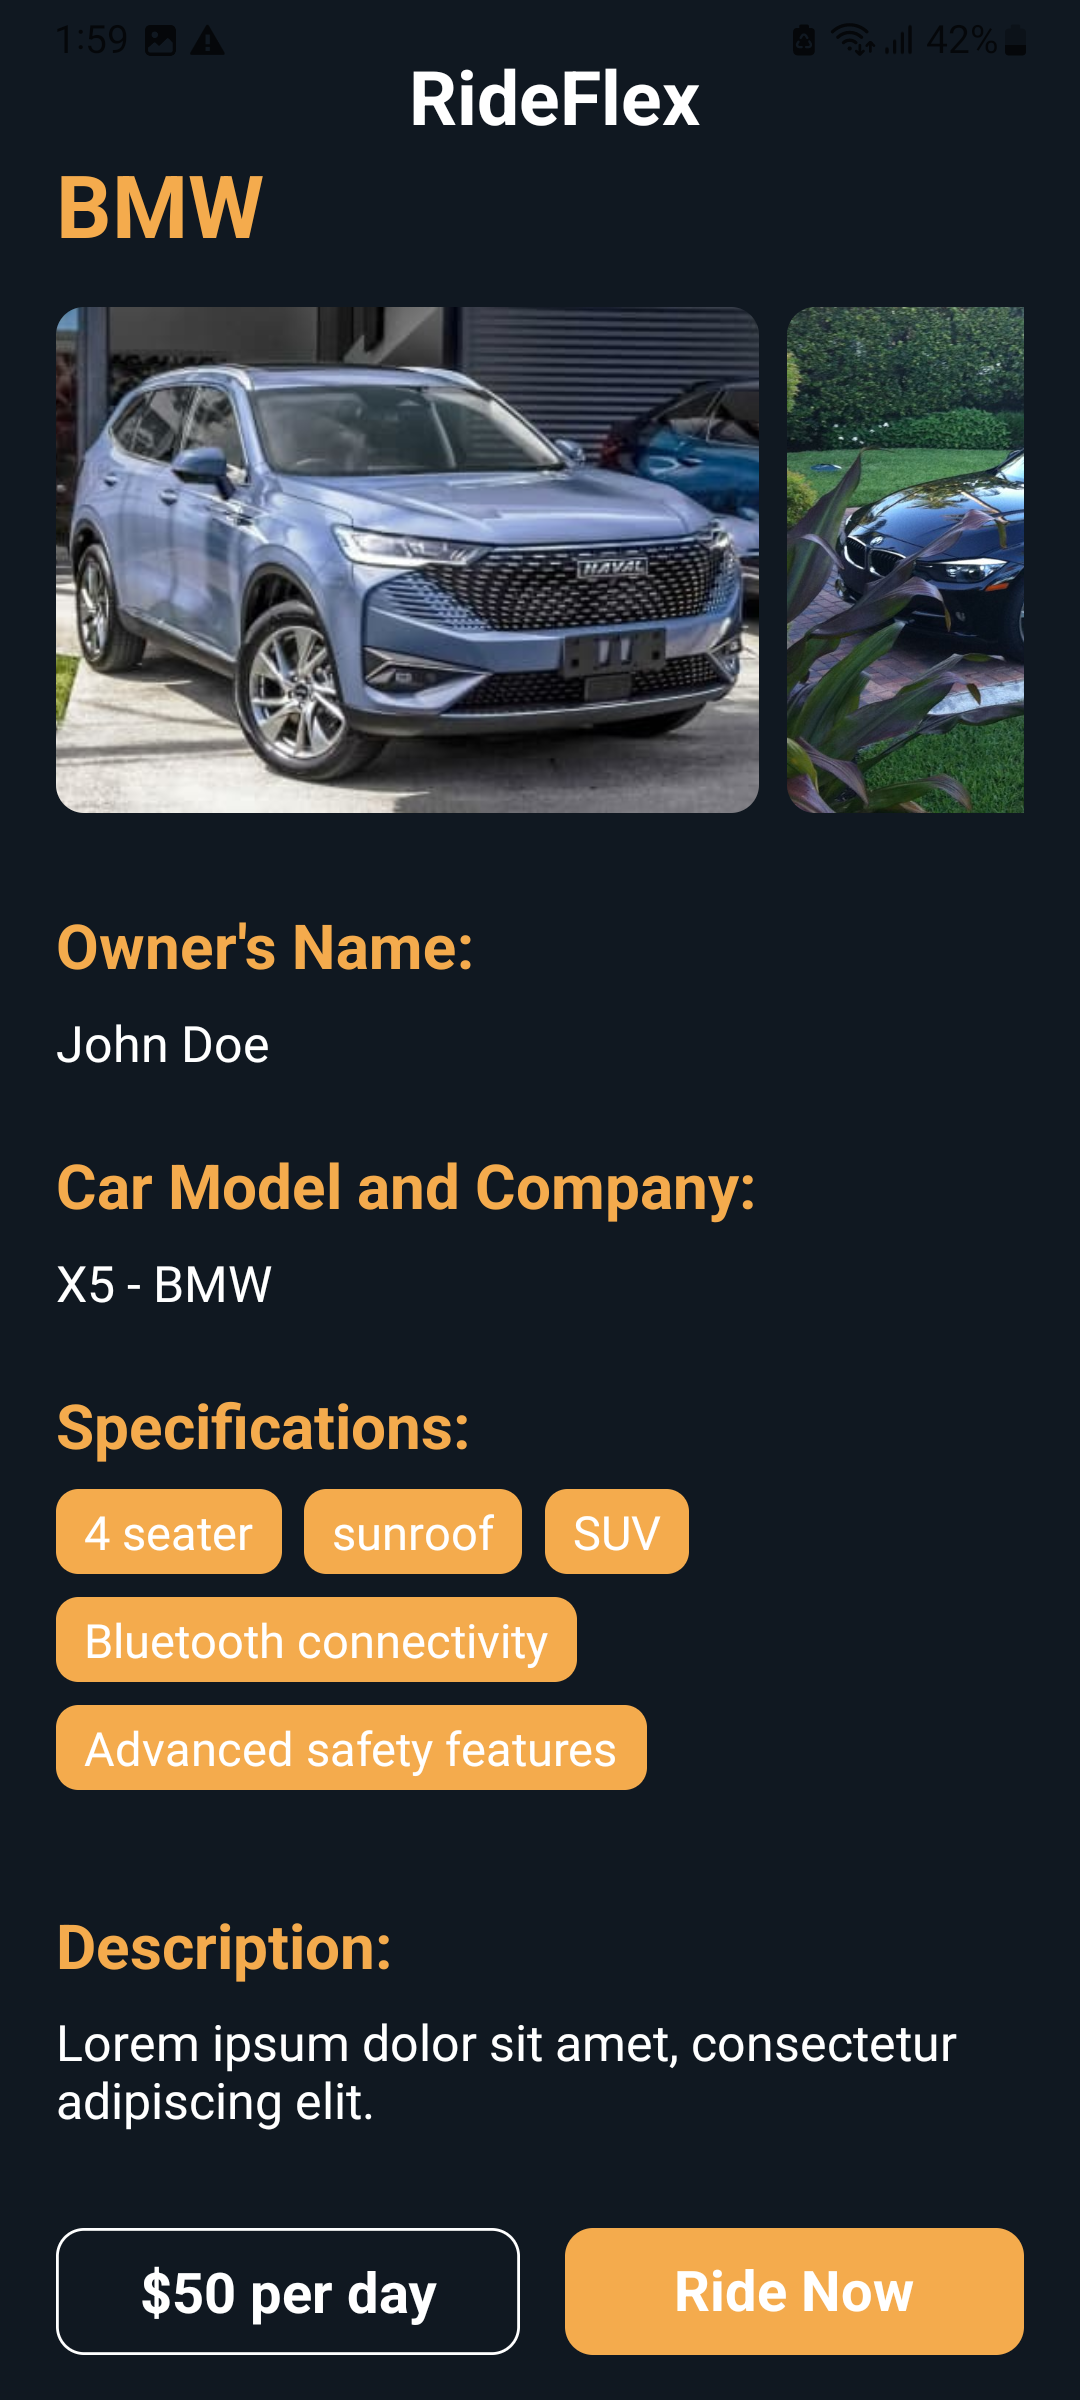 1:59
42%
RideFlex
BMW
HAVAL
Owner's Name:
John Doe
Car Model and Company:
X5 - BMW
Specifications:
4 seater sunroof SUV
Bluetooth connectivity
Advanced safety features
Description:
Lorem ipsum dolor sit amet, consectetur
adipiscing elit.
$50 per day
Ride Now